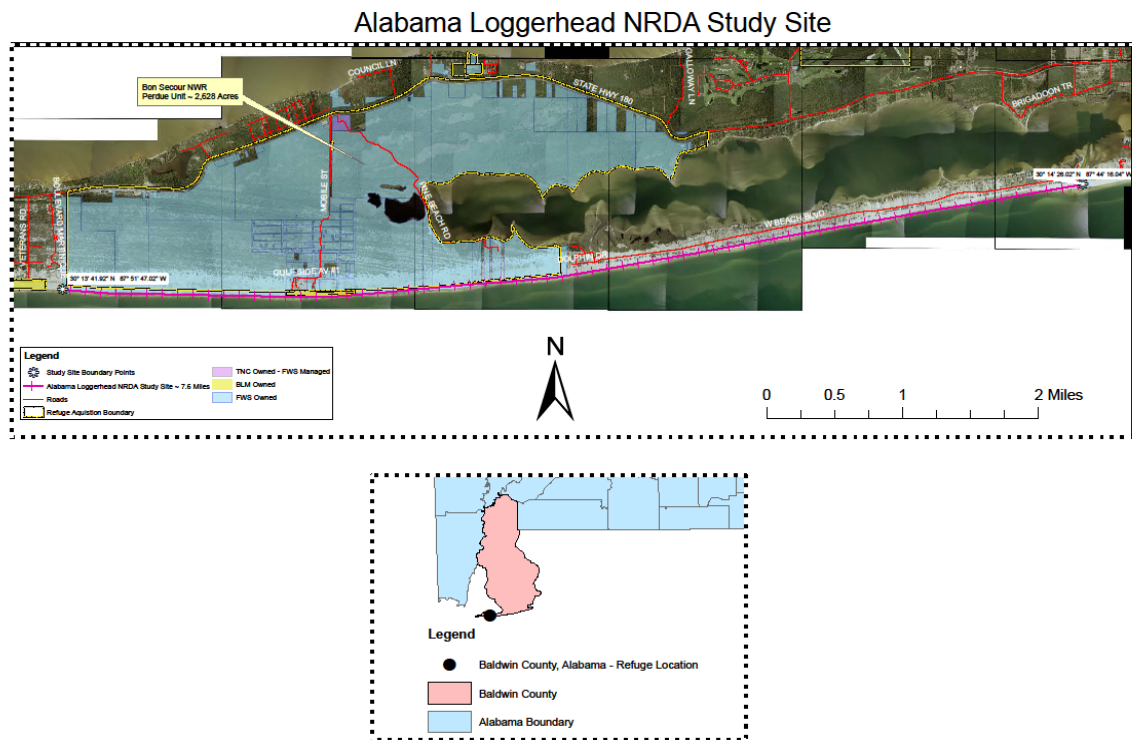 Alabama Loggerhead NRDA Study Site
Bon Secour NWR
Perdue Unit ~ 2,628 Acres
COUNCIL LN
STATE HWY 180
GALLOWAY LN
BRIGADOON TR
VETERANS RD
MOBILE ST
PINE BEACH RD
W BEACH BLVD
30° 14' 26.02" N 87° 44' 16.04" W
30° 13' 41.92" N 87° 51' 47.02" W
Legend
Study Site Boundary Points
Alabama Loggerhead NRDA Study Site ~ 7.6 Miles
Roads
Refuge Aquistion Boundary
TNC Owned - FWS Managed
BLM Owned
FWS Owned
N
0 0.5 1 2 Miles
Legend
Baldwin County, Alabama - Refuge Location
Baldwin County
Alabama Boundary